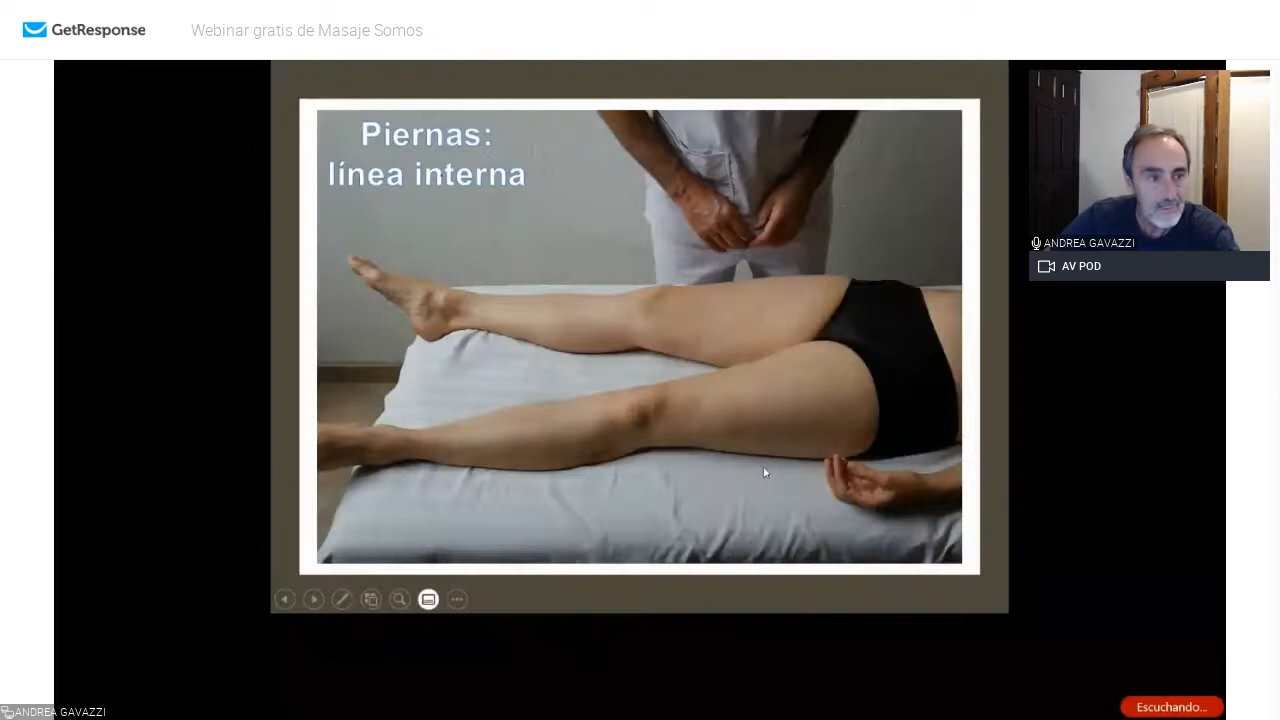 GetResponse
Webinar gratis de Masaje Somos
Piernas:
línea interna
ANDREA GAVAZZI
AV POD
ANDREA GAVAZZI
Escuchando...